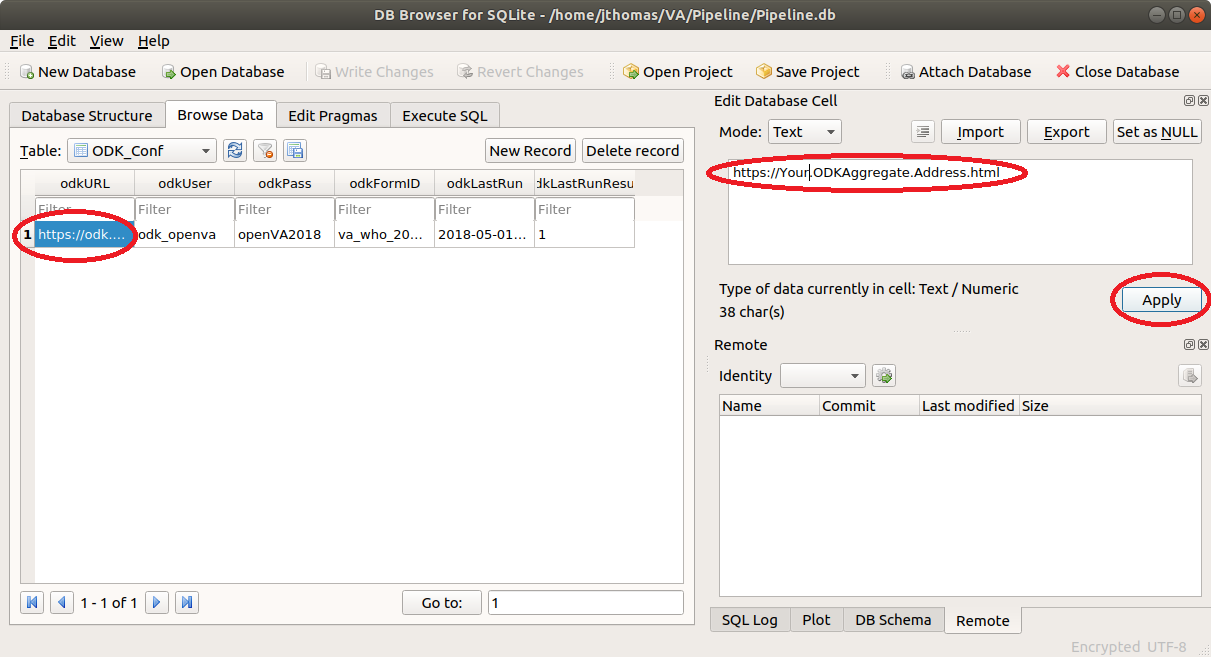 DB Browser for SQLite - /home/jthomas/VA/Pipeline/Pipeline.db
File Edit View Help
New Database Open Database Write Changes Revert Changes Open Project Save Project Attach Database Close Database
Database Structure Browse Data Edit Pragmas Execute SQL
Table: ODK_Conf New Record Delete record
odkURL odkUser odkPass odkFormID odkLastRun dkLastRunResu
Filter Filter Filter Filter Filter Filter
1 https://odk.... odk_openva openVA2018 va_who_20... 2018-05-01... 1
1 - 1 of 1 Go to: 1
Edit Database Cell
Mode: Text Import Export Set as NULL
https://Your.ODKAggregate.Address.html
Type of data currently in cell: Text / Numeric
38 char(s)
Apply
Remote
Identity
Name Commit Last modified Size
SQL Log Plot DB Schema Remote
Encrypted UTF-8